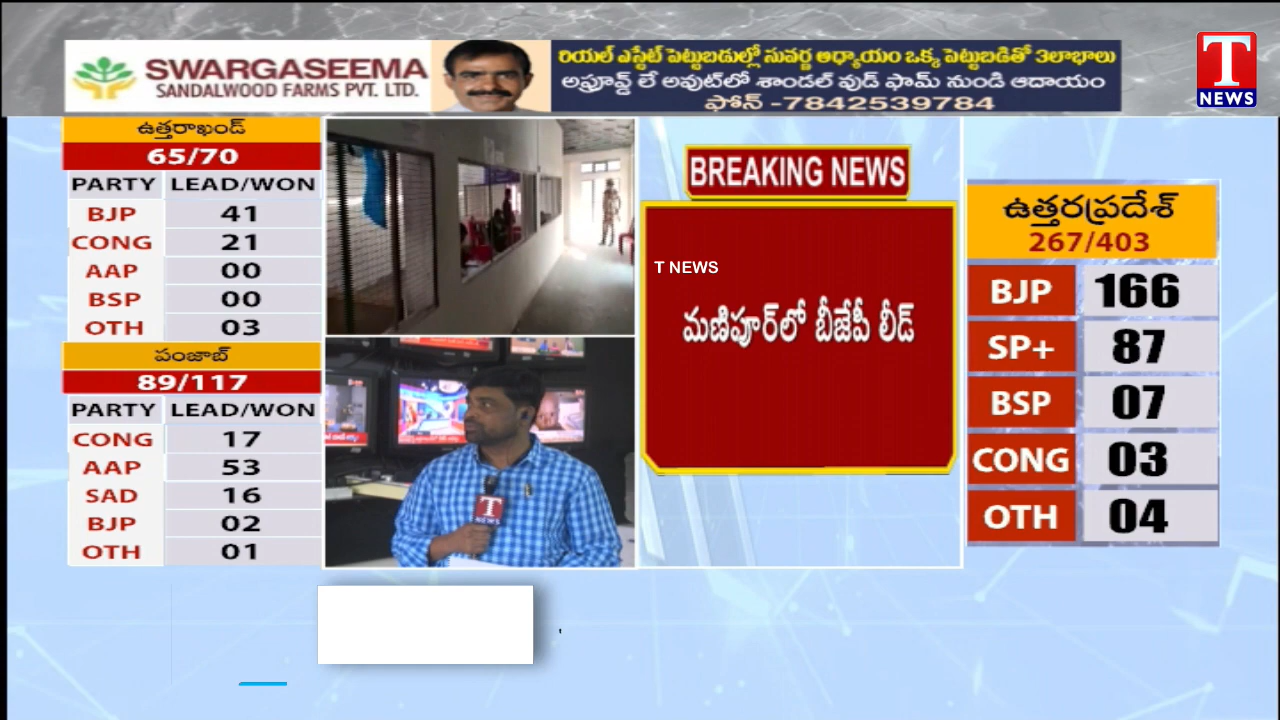 SWARGASEEMA
SANDALWOOD FARMS PVT. LTD.
రియల్ ఎస్టేట్ పెట్టుబడుల్లో సువర్ణ అధ్యాయం ఒక్క పెట్టుబడితో 3లాభాలు
అప్రూవ్డ్ లే అవుట్‌లో శాండల్ వుడ్ ఫామ్ నుండి ఆదాయం
ఫోన్ -7842539784
T
NEWS
ఉత్తరాఖండ్
65/70
PARTY LEAD/WON
BJP 41
CONG 21
AAP 00
BSP 00
OTH 03
పంజాబ్
89/117
PARTY LEAD/WON
CONG 17
AAP 53
SAD 16
BJP 02
OTH 01
T
NEWS
BREAKING NEWS
T NEWS
మణిపూర్‌లో బీజేపీ లీడ్
ఉత్తరప్రదేశ్
267/403
BJP 166
SP+ 87
BSP 07
CONG 03
OTH 04